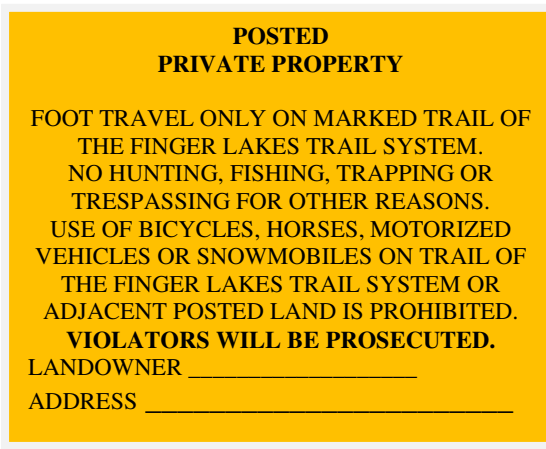 POSTED
PRIVATE PROPERTY
FOOT TRAVEL ONLY ON MARKED TRAIL OF
THE FINGER LAKES TRAIL SYSTEM.
NO HUNTING, FISHING, TRAPPING OR
TRESPASSING FOR OTHER REASONS.
USE OF BICYCLES, HORSES, MOTORIZED
VEHICLES OR SNOWMOBILES ON TRAIL OF
THE FINGER LAKES TRAIL SYSTEM OR
ADJACENT POSTED LAND IS PROHIBITED.
VIOLATORS WILL BE PROSECUTED.
LANDOWNER ____________________
ADDRESS ________________________